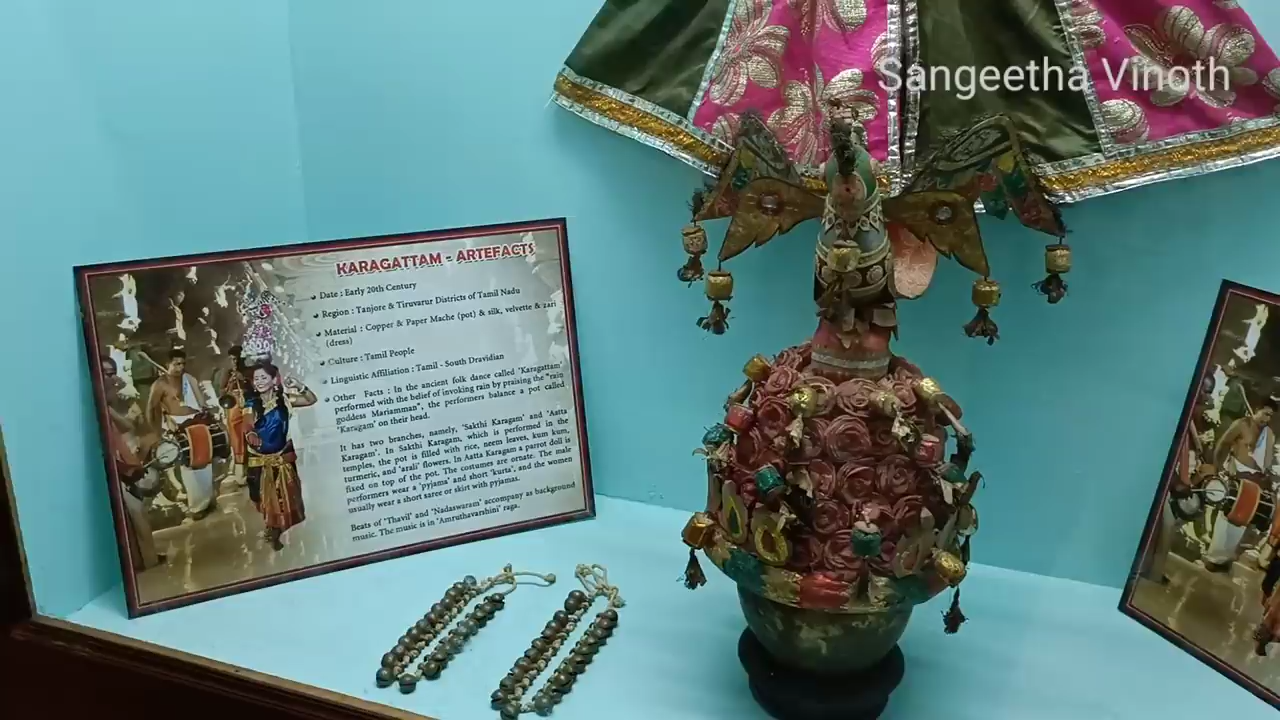 Sangeetha Vinoth
KARAGATTAM - ARTEFACTS
Date : Early 20th Century
Region : Tanjore & Tiruvarur Districts of Tamil Nadu
Material : Copper & Paper Mache (pot) & silk, velvette & zari
(dress)
Culture : Tamil People
Linguistic Affiliation : Tamil - South Dravidian
Other Facts : In the ancient folk dance called 'Karagattam'
performed with the belief of invoking rain by praising the "rain
goddess Mariamman", the performers balance a pot called
'Karagam' on their head.
It has two branches, namely, 'Sakthi Karagam' and 'Aatta
Karagam'. In Sakthi Karagam, which is performed in the
temples, the pot is filled with rice, neem leaves, kum kum,
turmeric, and 'arali' flowers. In Aatta Karagam a parrot doll is
fixed on top of the pot. The costumes are ornate. The male
performers wear a 'pyjama' and short 'kurta', and the women
usually wear a short saree or skirt with pyjamas.
Beats of 'Thavil' and 'Nadaswaram' accompany as background
music. The music is in 'Amruthavarshini' raga.